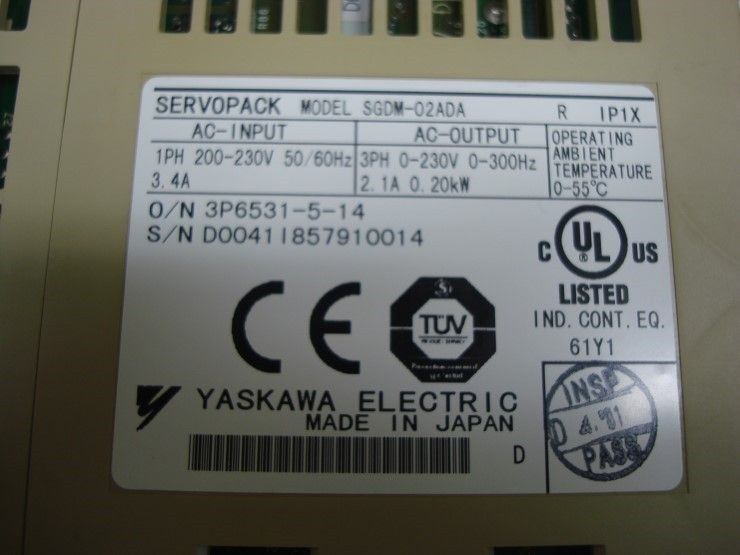 SERVOPACK MODEL SGDM-02ADA R IP1X
AC-INPUT
1PH 200-230V 50/60Hz
3.4A
AC-OUTPUT
3PH 0-230V 0-300Hz
2.1A 0.20kW
OPERATING
AMBIENT
TEMPERATURE
0-55°C
O/N 3P6531-5-14
S/N D0041I857910014
C UL ® US
LISTED
IND. CONT. EQ.
61Y1
CE
TÜV
YASKAWA ELECTRIC
MADE IN JAPAN
D
INSP
D 4.'01
PASS